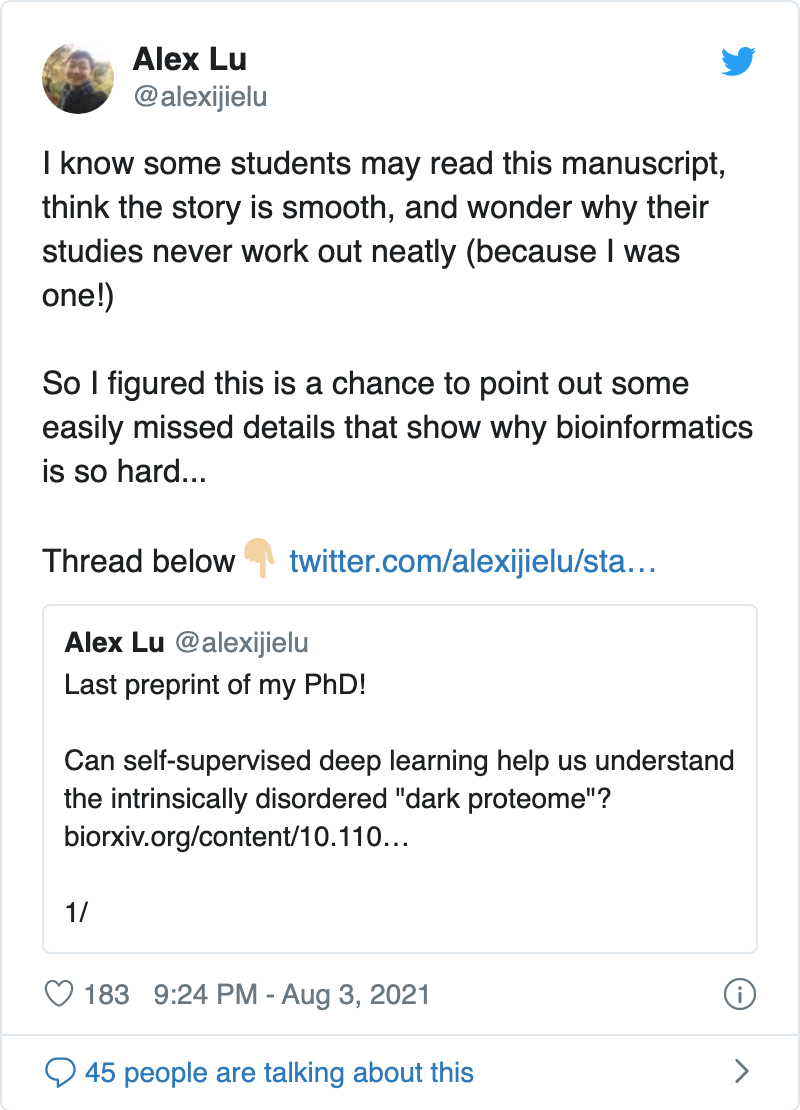 Alex Lu
@alexijielu
I know some students may read this manuscript,
think the story is smooth, and wonder why their
studies never work out neatly (because I was
one!)
So I figured this is a chance to point out some
easily missed details that show why bioinformatics
is so hard...
Thread below👇🏼 twitter.com/alexijielu/sta…
Alex Lu @alexijielu
Last preprint of my PhD!
Can self-supervised deep learning help us understand
the intrinsically disordered "dark proteome"?
biorxiv.org/content/10.110…
1/
183 9:24 PM - Aug 3, 2021
45 people are talking about this